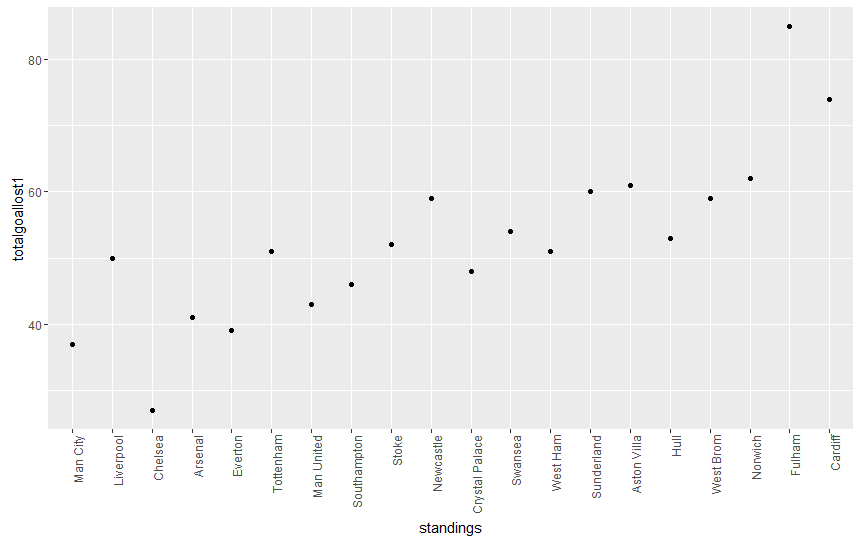 totalgoallost1
80
60
40
Man City
Liverpool
Chelsea
Arsenal
Everton
Tottenham
Man United
Southampton
Stoke
Newcastle
Crystal Palace
Swansea
West Ham
Sunderland
Aston Villa
Hull
West Brom
Norwich
Fulham
Cardiff
standings